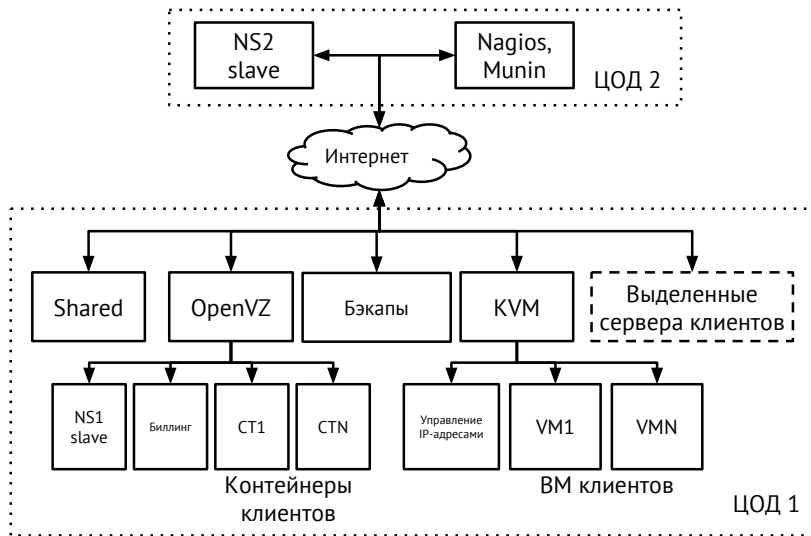 NS2
slave
Nagios,
Munin
ЦОД 2
Интернет
Shared
OpenVZ
Бэкапы
KVM
Выделенные
сервера клиентов
NS1
slave
Биллинг
CT1
CTN
Управление
IP-адресами
VM1
VMN
Контейнеры
клиентов
ВМ клиентов
ЦОД 1